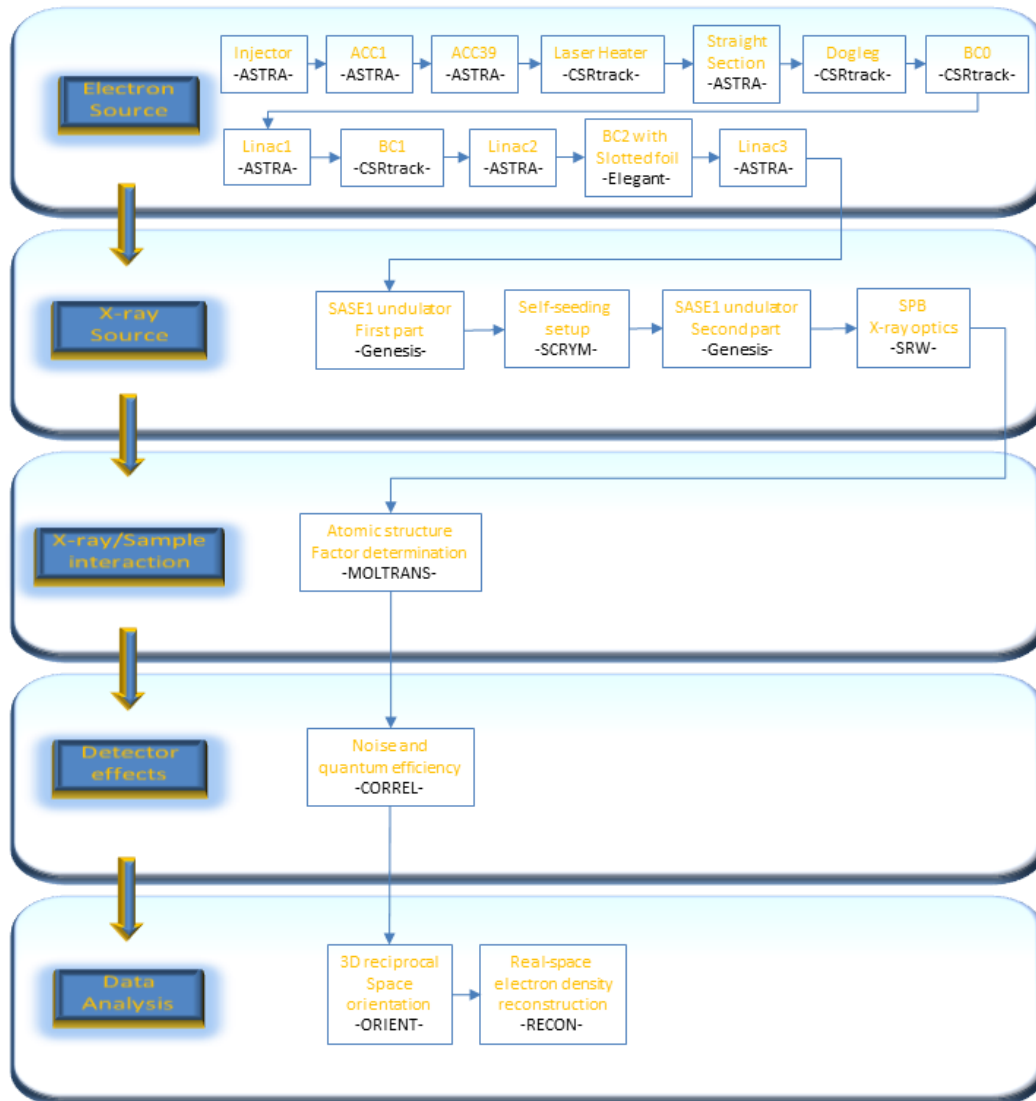 Electron
Source
Injector
-ASTRA-
ACC1
-ASTRA-
ACC39
-ASTRA-
Laser Heater
-CSRtrack-
Straight
Section
-ASTRA-
Dogleg
-CSRtrack-
BC0
-CSRtrack-
Linac1
-ASTRA-
BC1
-CSRtrack-
Linac2
-ASTRA-
BC2 with
Slotted foil
-Elegant-
Linac3
-ASTRA-
X-ray
Source
SASE1 undulator
First part
-Genesis-
Self-seeding
setup
-SCRYM-
SASE1 undulator
Second part
-Genesis-
SPB
X-ray optics
-SRW-
X-ray/Sample
interaction
Atomic structure
Factor determination
-MOLTRANS-
Detector
effects
Noise and
quantum efficiency
-CORREL-
Data
Analysis
3D reciprocal
Space
orientation
-ORIENT-
Real-space
electron density
reconstruction
-RECON-